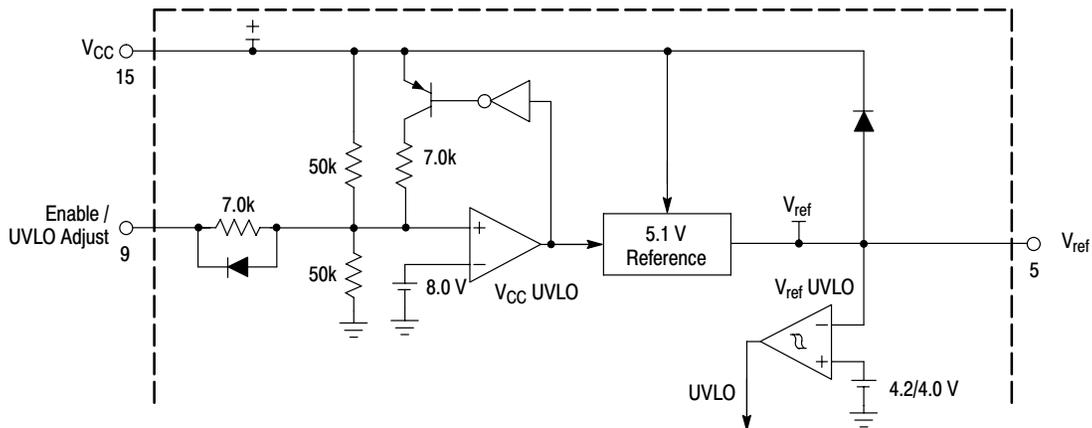 +
V_CC
15
50k
7.0k
Enable /
UVLO Adjust
9
7.0k
50k
+
–
8.0 V
V_CC UVLO
5.1 V
Reference
V_ref
V_ref
5
V_ref UVLO
–
+
UVLO
4.2/4.0 V